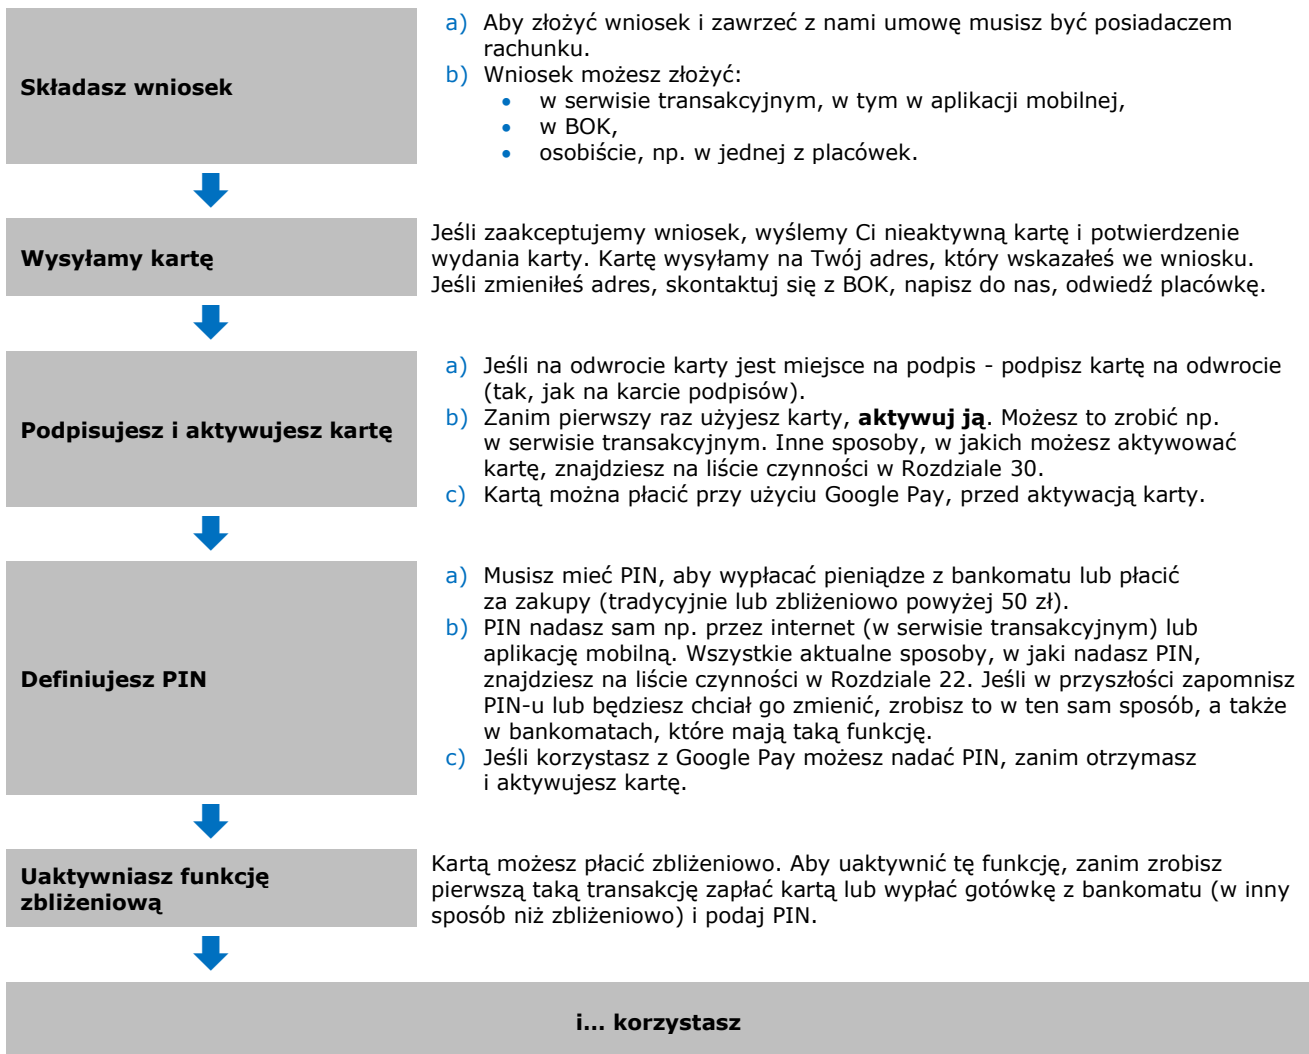 Składasz wniosek
a) Aby złożyć wniosek i zawrzeć z nami umowę musisz być posiadaczem
rachunku.
b) Wniosek możesz złożyć:
• w serwisie transakcyjnym, w tym w aplikacji mobilnej,
• w BOK,
• osobiście, np. w jednej z placówek.
Wysyłamy kartę
Jeśli zaakceptujemy wniosek, wyślemy Ci nieaktywną kartę i potwierdzenie
wydania karty. Kartę wysyłamy na Twój adres, który wskazałeś we wniosku.
Jeśli zmieniłeś adres, skontaktuj się z BOK, napisz do nas, odwiedź placówkę.
Podpisujesz i aktywujesz kartę
a) Jeśli na odwrocie karty jest miejsce na podpis - podpisz kartę na odwrocie
(tak, jak na karcie podpisów).
b) Zanim pierwszy raz użyjesz karty, aktywuj ją. Możesz to zrobić np.
w serwisie transakcyjnym. Inne sposoby, w jakich możesz aktywować
kartę, znajdziesz na liście czynności w Rozdziale 30.
c) Kartą można płacić przy użyciu Google Pay, przed aktywacją karty.
Definiujesz PIN
a) Musisz mieć PIN, aby wypłacać pieniądze z bankomatu lub płacić
za zakupy (tradycyjnie lub zbliżeniowo powyżej 50 zł).
b) PIN nadasz sam np. przez internet (w serwisie transakcyjnym) lub
aplikację mobilną. Wszystkie aktualne sposoby, w jaki nadasz PIN,
znajdziesz na liście czynności w Rozdziale 22. Jeśli w przyszłości zapomnisz
PIN-u lub będziesz chciał go zmienić, zrobisz to w ten sam sposób, a także
w bankomatach, które mają taką funkcję.
c) Jeśli korzystasz z Google Pay możesz nadać PIN, zanim otrzymasz
i aktywujesz kartę.
Uaktywniasz funkcję
zbliżeniową
Kartą możesz płacić zbliżeniowo. Aby uaktywnić tę funkcję, zanim zrobisz
pierwszą taką transakcję zapłać kartą lub wypłać gotówkę z bankomatu (w inny
sposób niż zbliżeniowo) i podaj PIN.
i... korzystasz